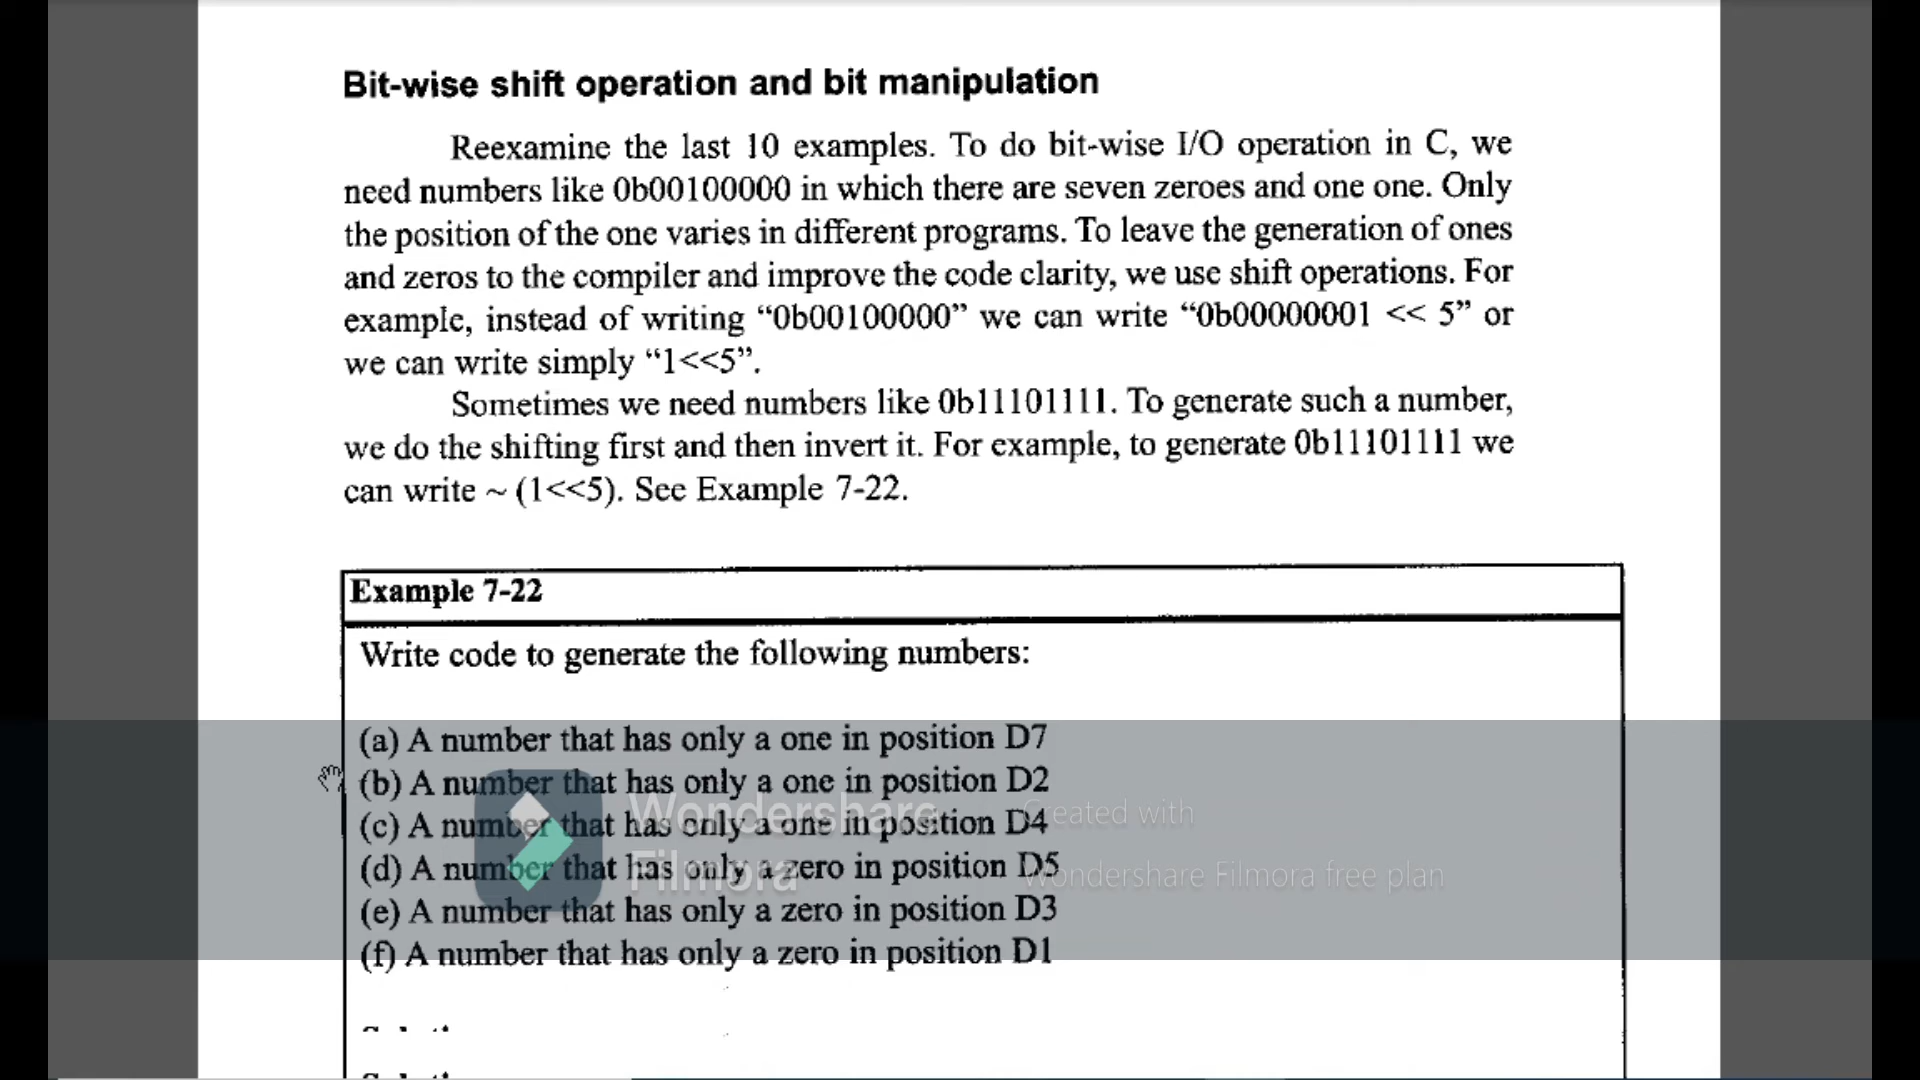 Bit-wise shift operation and bit manipulation
Reexamine the last 10 examples. To do bit-wise I/O operation in C, we
need numbers like 0b00100000 in which there are seven zeroes and one one. Only
the position of the one varies in different programs. To leave the generation of ones
and zeros to the compiler and improve the code clarity, we use shift operations. For
example, instead of writing “0b00100000” we can write “0b00000001 << 5” or
we can write simply “1<<5”.
Sometimes we need numbers like 0b11101111. To generate such a number,
we do the shifting first and then invert it. For example, to generate 0b11101111 we
can write ~ (1<<5). See Example 7-22.
Example 7-22
Write code to generate the following numbers:
(a) A number that has only a one in position D7
(b) A number that has only a one in position D2
(c) A number that has only a one in position D4
(d) A number that has only a zero in position D5
(e) A number that has only a zero in position D3
(f) A number that has only a zero in position D1
Wondershare
Filmora
Created with
Wondershare Filmora free plan